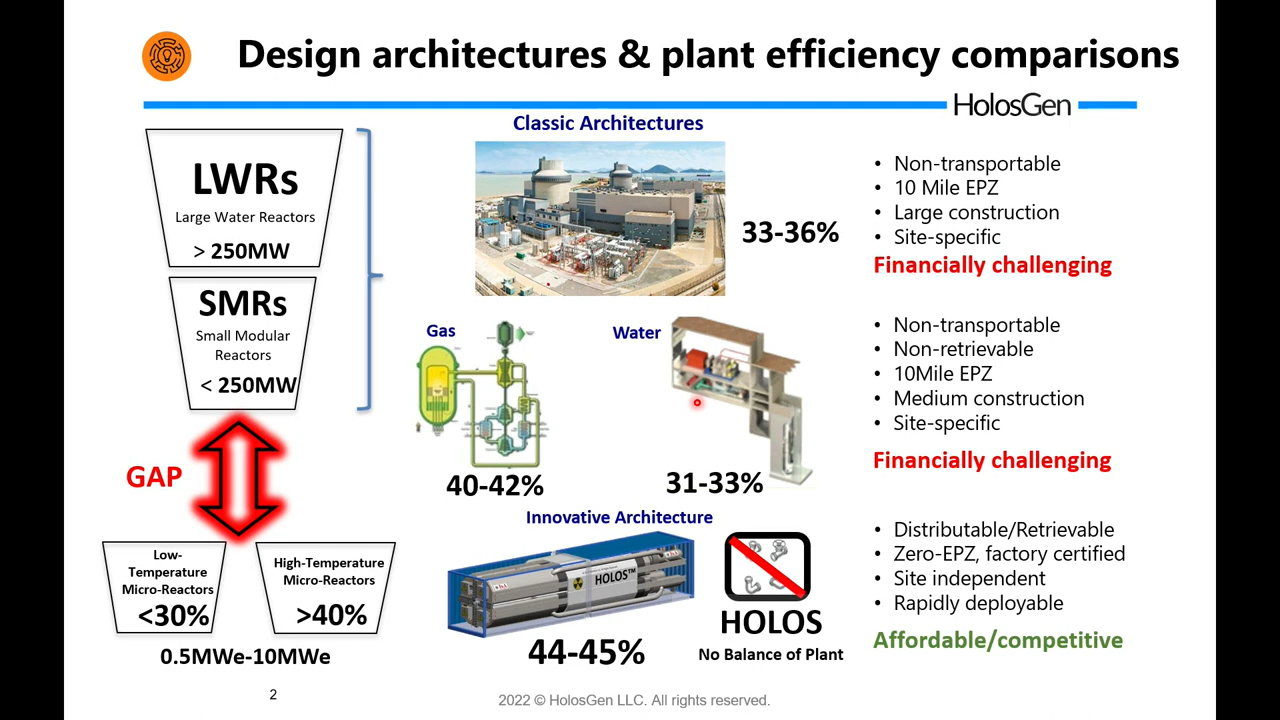 Design architectures & plant efficiency comparisons
HolosGen
LWRs
Large Water Reactors
> 250MW
SMRs
Small Modular
Reactors
< 250MW
GAP
Low-
Temperature
Micro-Reactors
<30%
High-Temperature
Micro-Reactors
>40%
0.5MWe-10MWe
Classic Architectures
33-36%
• Non-transportable
• 10 Mile EPZ
• Large construction
• Site-specific
Financially challenging
Gas
40-42%
Water
31-33%
• Non-transportable
• Non-retrievable
• 10Mile EPZ
• Medium construction
• Site-specific
Financially challenging
Innovative Architecture
HOLOS™
44-45%
HOLOS
No Balance of Plant
• Distributable/Retrievable
• Zero-EPZ, factory certified
• Site independent
• Rapidly deployable
Affordable/competitive
2
2022 © HolosGen LLC. All rights reserved.